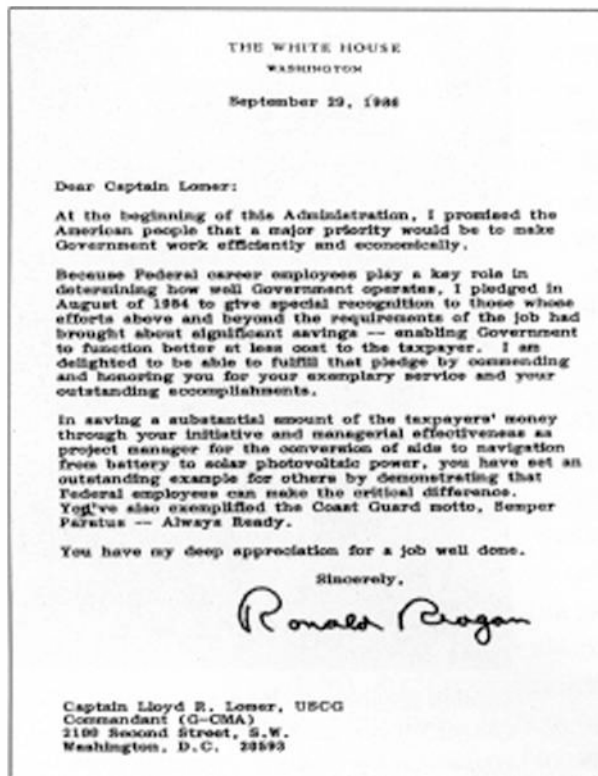 THE WHITE HOUSE
WASHINGTON
September 29, 1986
Dear Captain Lomer:
At the beginning of this Administration, I promised the
American people that a major priority would be to make
Government work efficiently and economically.
Because Federal career employees play a key role in
determining how well Government operates, I pledged in
August of 1984 to give special recognition to those whose
efforts above and beyond the requirements of the job had
brought about significant savings -- enabling Government
to function better at less cost to the taxpayer. I am
delighted to be able to fulfill that pledge by commending
and honoring you for your exemplary service and your
outstanding accomplishments.
In saving a substantial amount of the taxpayers' money
through your initiative and managerial effectiveness as
project manager for the conversion of aids to navigation
from battery to solar photovoltaic power, you have set an
outstanding example for others by demonstrating that
Federal employees can make the critical difference.
You've also exemplified the Coast Guard motto, Semper
Paratus -- Always Ready.
You have my deep appreciation for a job well done.
Sincerely,
Ronald Reagan
Captain Lloyd R. Lomer, USCG
Commandant (G-CMA)
2100 Second Street, S.W.
Washington, D.C. 20593